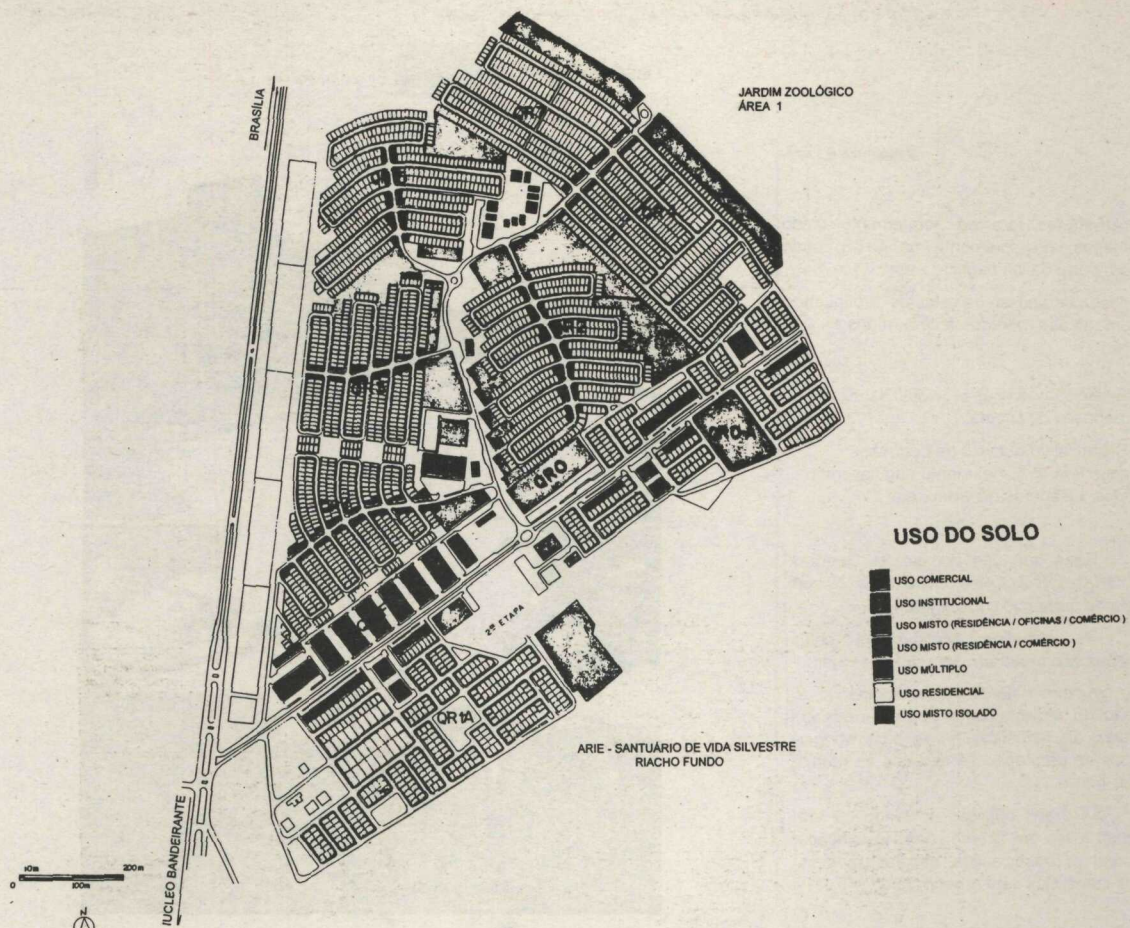 JARDIM ZOOLÓGICO
ÁREA 1
BRASÍLIA
QRO
2ª ETAPA
QR 1A
USO DO SOLO
USO COMERCIAL
USO INSTITUCIONAL
USO MISTO (RESIDÊNCIA / OFICINAS / COMÉRCIO )
USO MISTO (RESIDÊNCIA / COMÉRCIO )
USO MÚLTIPLO
USO RESIDENCIAL
USO MISTO ISOLADO
ARIE - SANTUÁRIO DE VIDA SILVESTRE
RIACHO FUNDO
IUCLEO BANDEIRANTE
10m
200m
0
100m
N